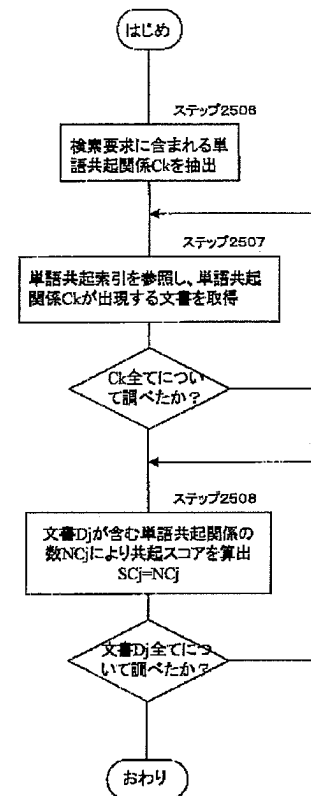 はじめ
ステップ2506
検索要求に含まれる単
語共起関係Ckを抽出
ステップ2507
単語共起索引を参照し、単語共起
関係Ckが出現する文書を取得
Ck全てについ
て調べたか？
ステップ2508
文書Djが含む単語共起関係の
数NCjにより共起スコアを算出
SCj=NCj
文書Dj全てにつ
いて調べたか？
おわり